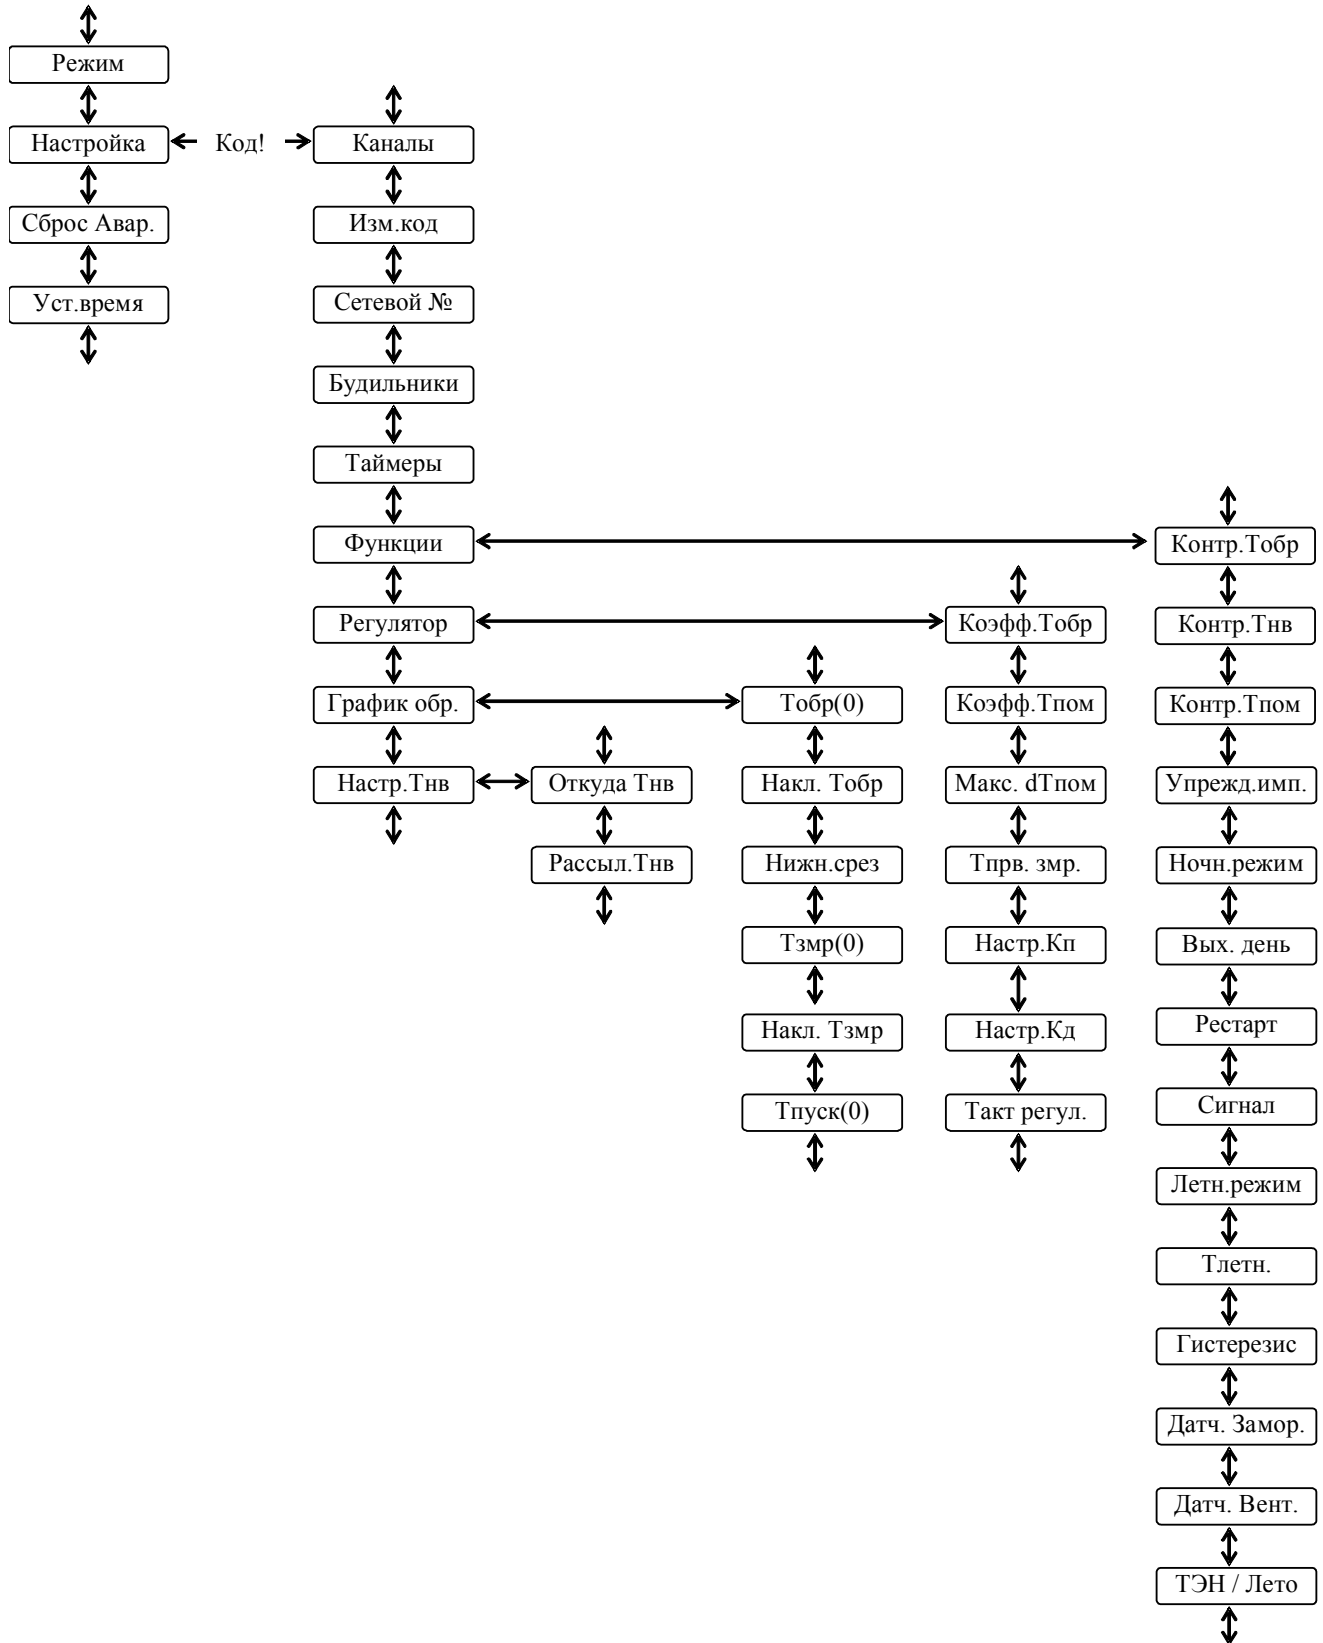 Режим
Настройка
Код!
Каналы
Сброс Авар.
Изм.код
Уст.время
Сетевой №
Будильники
Таймеры
Функции
Контр.Тобр
Регулятор
Коэфф.Тобр
Контр.Тнв
График обр.
Тобр(0)
Коэфф.Тпом
Контр.Тпом
Настр.Тнв
Откуда Тнв
Накл. Тобр
Макс. dТпом
Упрежд.имп.
Рассыл.Тнв
Нижн.срез
Тпрв. змр.
Ночн.режим
Тзмр(0)
Настр.Кп
Вых. день
Накл. Тзмр
Настр.Кд
Рестарт
Тпуск(0)
Такт регул.
Сигнал
Летн.режим
Тлетн.
Гистерезис
Датч. Замор.
Датч. Вент.
ТЭН / Лето